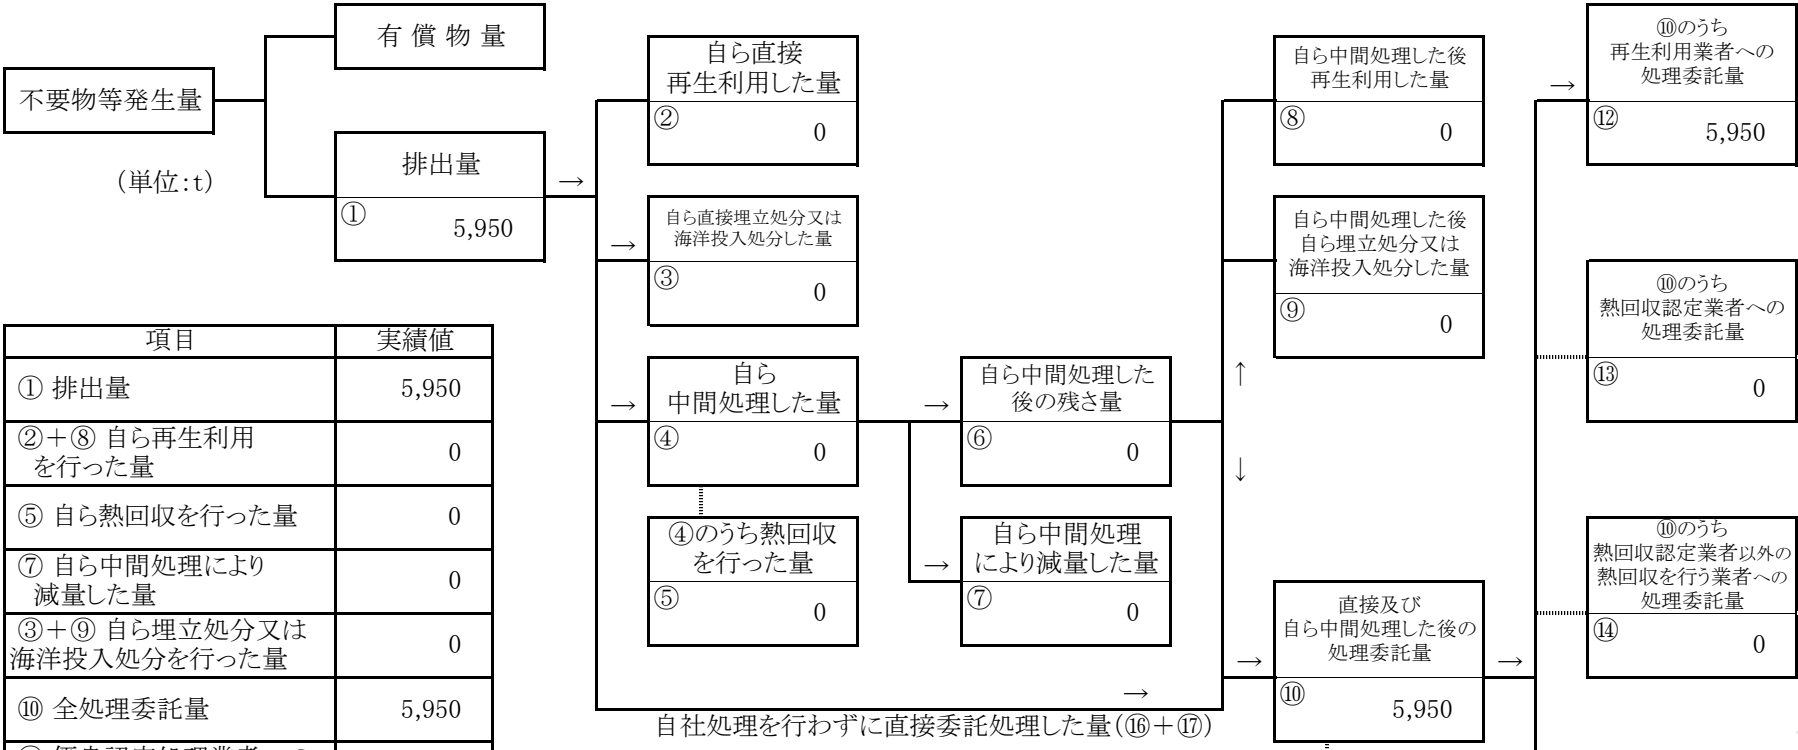 有償物量
不要物等発生量
(単位:t)
排出量
①
5,950
→
自ら直接
再生利用した量
②
0
→
自ら直接埋立処分又は
海洋投入処分した量
③
0
→
自ら
中間処理した量
④
0
④のうち熱回収
を行った量
⑤
0
→
自ら中間処理した
後の残さ量
⑥
0
→
自ら中間処理
により減量した量
⑦
0
自ら中間処理した後
再生利用した量
⑧
0
自ら中間処理した後
自ら埋立処分又は
海洋投入処分した量
⑨
0
↑
↓
→
直接及び
自ら中間処理した後の
処理委託量
⑩
5,950
→
→
自社処理を行わずに直接委託処理した量(⑯+⑰)
→
⑩のうち
再生利用業者への
処理委託量
⑫
5,950
⑩のうち
熱回収認定業者への
処理委託量
⑬
0
⑩のうち
熱回収認定業者以外の
熱回収を行う業者への
処理委託量
⑭
0
項目 実績値
① 排出量 5,950
②+⑧ 自ら再生利用
を行った量 0
⑤ 自ら熱回収を行った量 0
⑦ 自ら中間処理により
減量した量 0
③+⑨ 自ら埋立処分又は
海洋投入処分を行った量 0
⑩ 全処理委託量 5,950